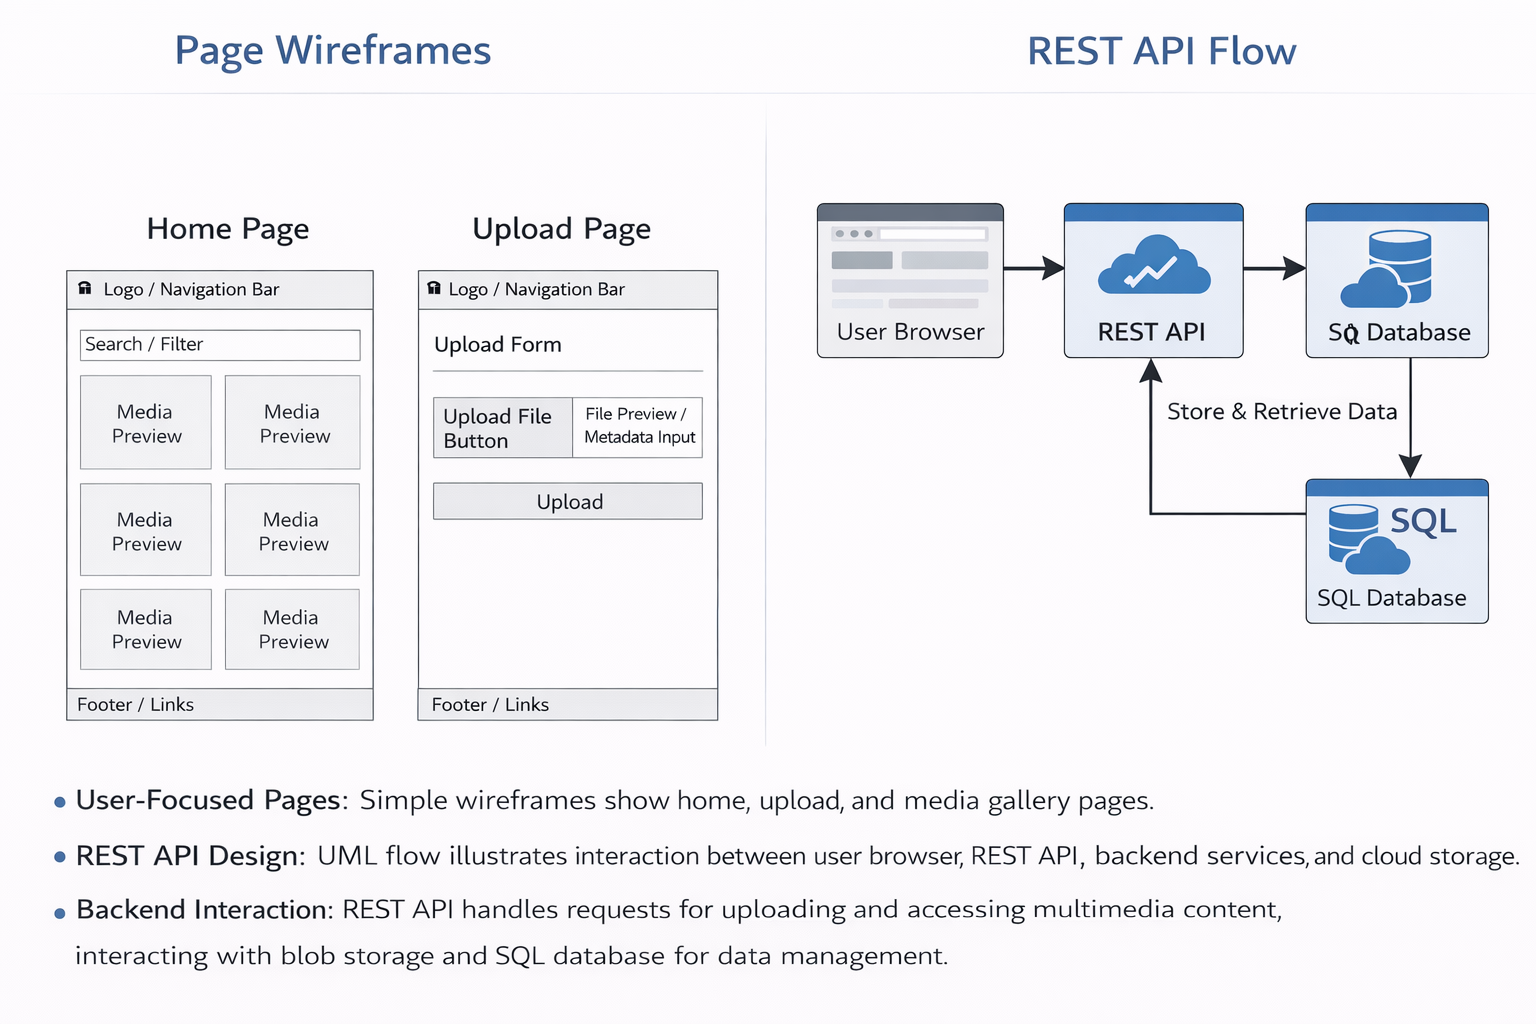 Page Wireframes
REST API Flow
Home Page
Logo / Navigation Bar
Search / Filter
Media
Preview
Media
Preview
Media
Preview
Media
Preview
Media
Preview
Media
Preview
Footer / Links
Upload Page
Logo / Navigation Bar
Upload Form
Upload File
Button
File Preview /
Metadata Input
Upload
Footer / Links
User Browser
REST API
Database
Store & Retrieve Data
SQL
SQL Database
• User-Focused Pages: Simple wireframes show home, upload, and media gallery pages.
• REST API Design: UML flow illustrates interaction between user browser, REST API, backend services, and cloud storage.
• Backend Interaction: REST API handles requests for uploading and accessing multimedia content,
interacting with blob storage and SQL database for data management.